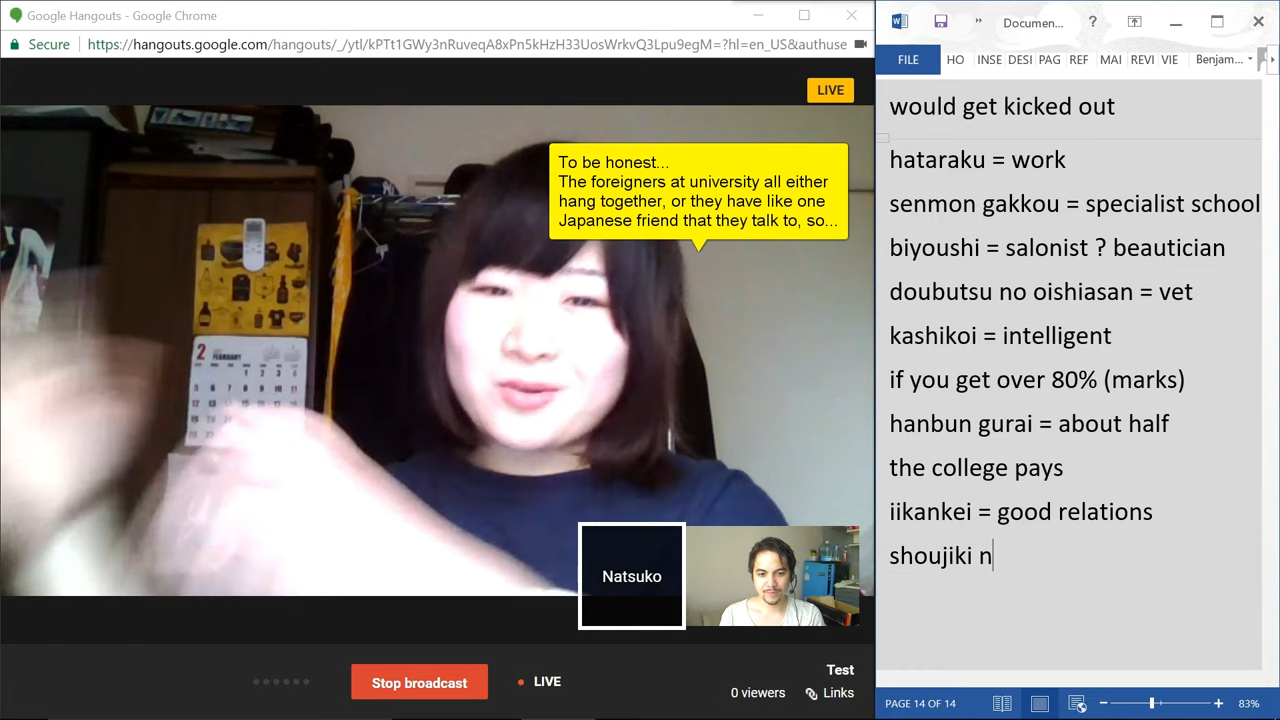 Google Hangouts - Google Chrome
Secure https://hangouts.google.com/hangouts/_/ytl/kPTt1GWy3nRuveqA8xPn5kHzH33UusWrkvQ3Lpu9egM=?hl=en_US&authuse
LIVE
To be honest...
The foreigners at university all either
hang together, or they have like one
Japanese friend that they talk to, so...
2 FEBRUARY
Natsuko
Stop broadcast
LIVE
Test
0 viewers Links
Documen... ?
FILE HO INSE DESI PAG REF MAI REVI VIE Benjam...
would get kicked out
hataraku = work
senmon gakkou = specialist school
biyoushi = salonist ? beautician
doubutsu no oishiasan = vet
kashikoi = intelligent
if you get over 80% (marks)
hanbun gurai = about half
the college pays
iikankei = good relations
shoujiki n
PAGE 14 OF 14 83%